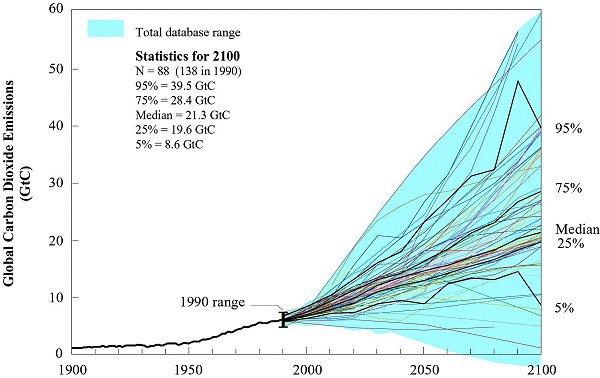 60
50
40
30
20
10
0
Global Carbon Dioxide Emissions
(GtC)
Total database range
Statistics for 2100
N = 88 (138 in 1990)
95% = 39.5 GtC
75% = 28.4 GtC
Median = 21.3 GtC
25% = 19.6 GtC
5% = 8.6 GtC
1990 range
95%
75%
Median
25%
5%
1900
1950
2000
2050
2100